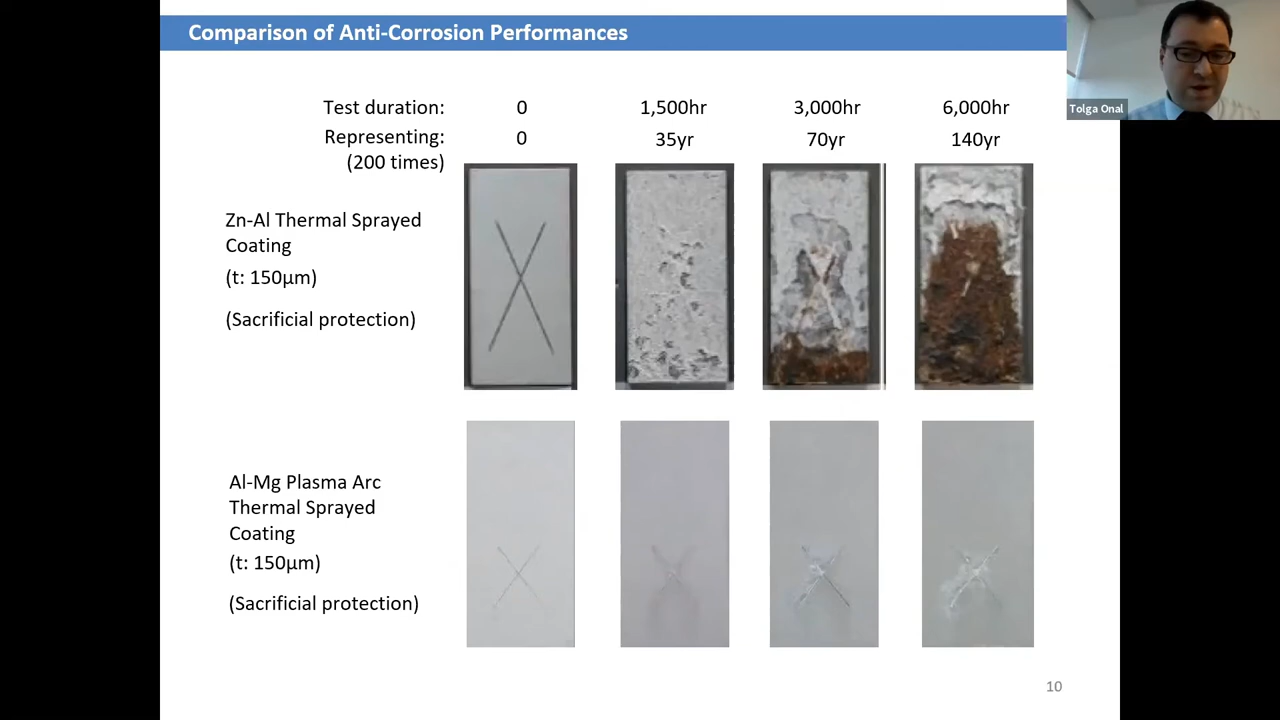 Comparison of Anti-Corrosion Performances
Tolga Onal
Test duration: 0 1,500hr 3,000hr 6,000hr
Representing: 0 35yr 70yr 140yr
(200 times)
Zn-Al Thermal Sprayed
Coating
(t: 150µm)
(Sacrificial protection)
Al-Mg Plasma Arc
Thermal Sprayed
Coating
(t: 150µm)
(Sacrificial protection)
10